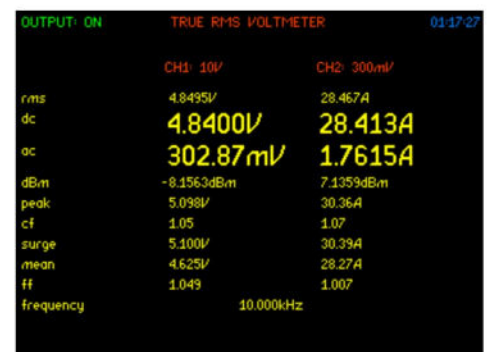 OUTPUT: ON TRUE RMS VOLTMETER 01:17:27
CH1: 10V CH2: 300mV
rms 4.8495V 28.467A
dc 4.8400V 28.413A
ac 302.87mV 1.7615A
dBm -8.1563dBm 7.1359dBm
peak 5.098V 30.36A
cf 1.05 1.07
surge 5.100V 30.39A
mean 4.625V 28.27A
ff 1.049 1.007
frequency 10.000kHz